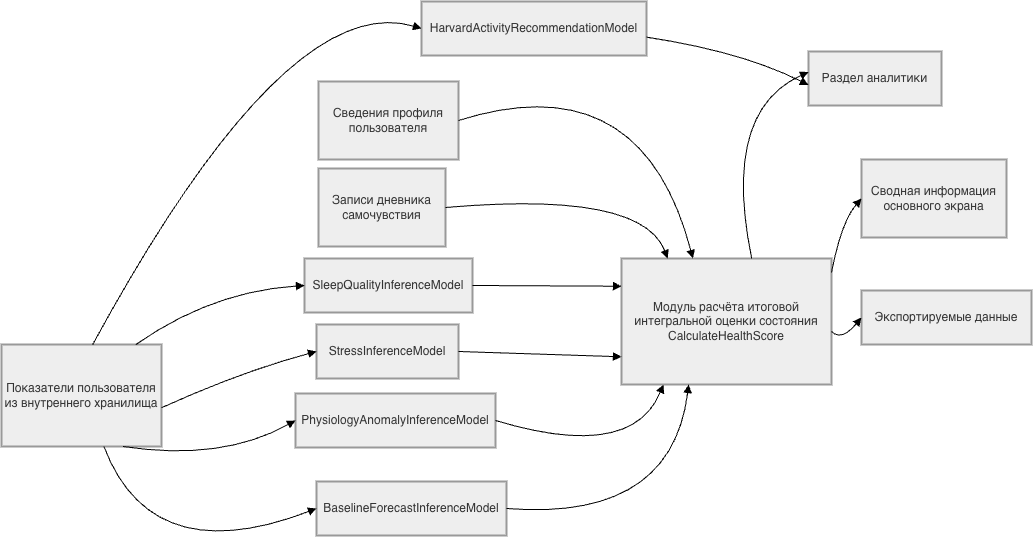 HarvardActivityRecommendationModel
Раздел аналитики
Сведения профиля
пользователя
Записи дневника
самочувствия
Сводная информация
основного экрана
SleepQualityInferenceModel
Модуль расчёта итоговой
интегральной оценки состояния
CalculateHealthScore
Экспортируемые данные
StressInferenceModel
Показатели пользователя
из внутреннего хранилища
PhysiologyAnomalyInferenceModel
BaselineForecastInferenceModel